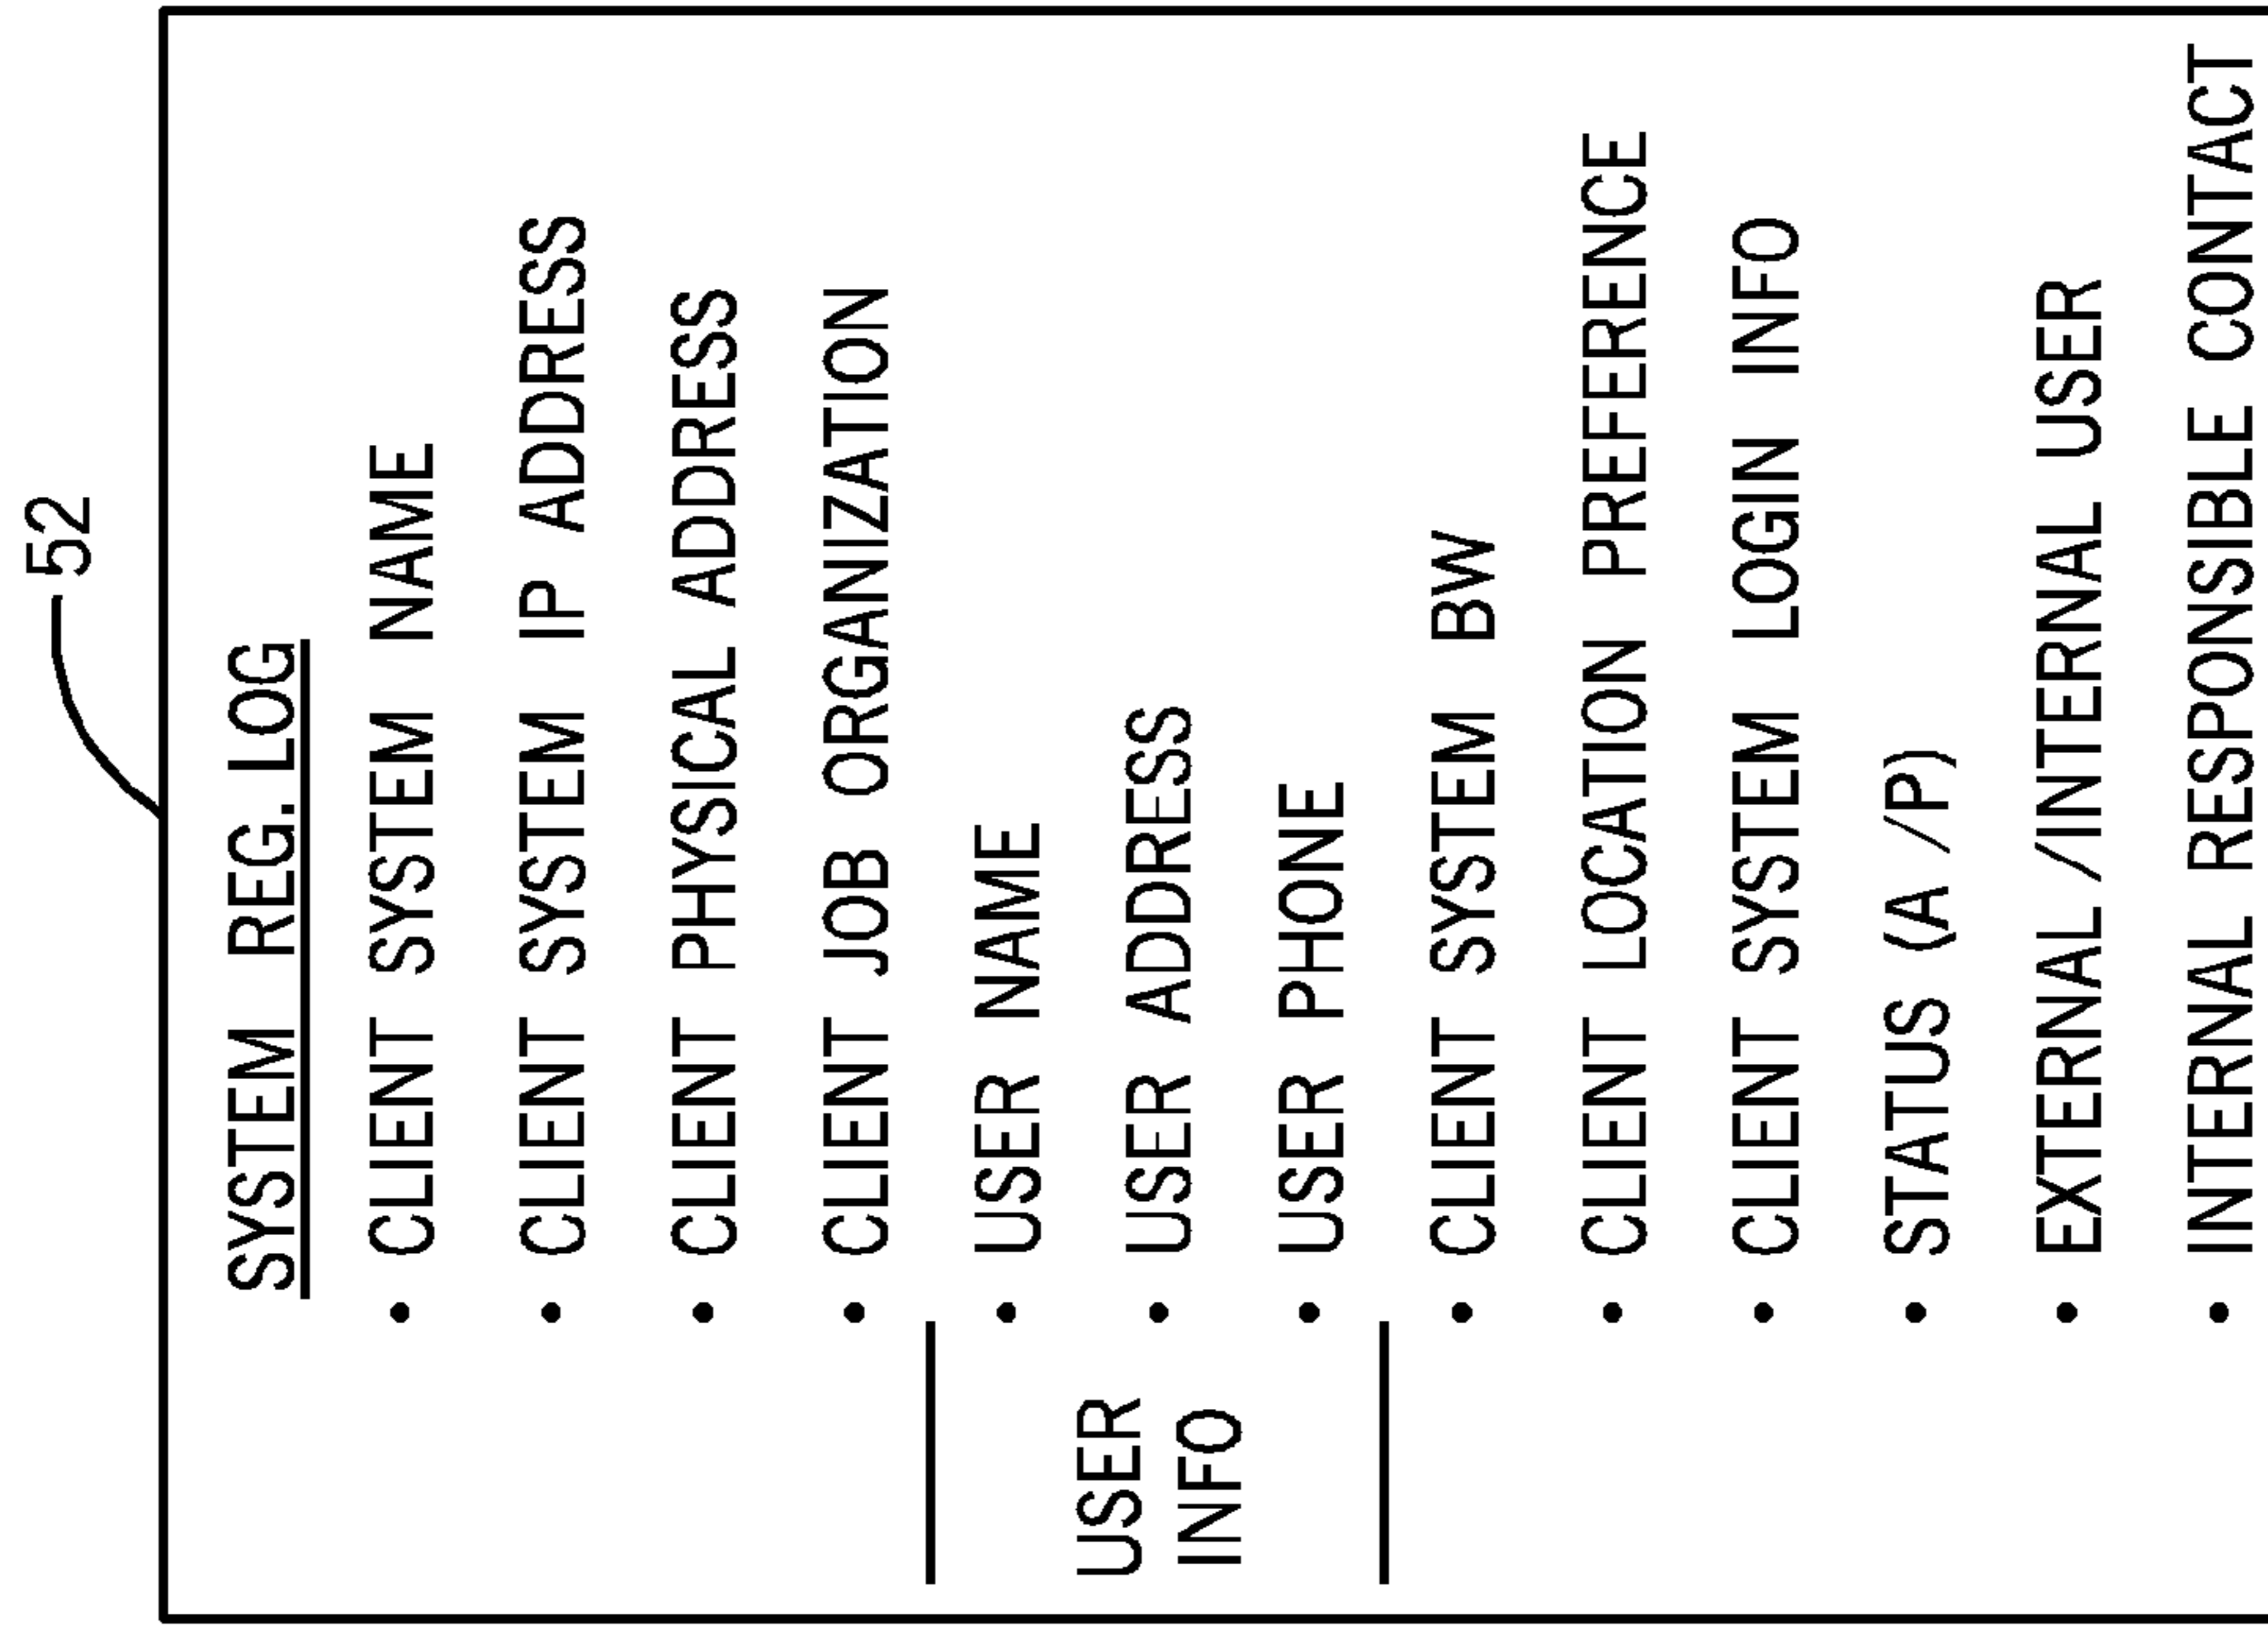 52
SYSTEM REG. LOG
• CLIENT SYSTEM NAME
• CLIENT SYSTEM IP ADDRESS
• CLIENT PHYSICAL ADDRESS
• CLIENT JOB ORGANIZATION
USER INFO
• USER NAME
• USER ADDRESS
• USER PHONE
• CLIENT SYSTEM BW
• CLIENT LOCATION PREFERENCE
• CLIENT SYSTEM LOGIN INFO
• STATUS (A/P)
• EXTERNAL/INTERNAL USER
• INTERNAL RESPONSIBLE CONTACT